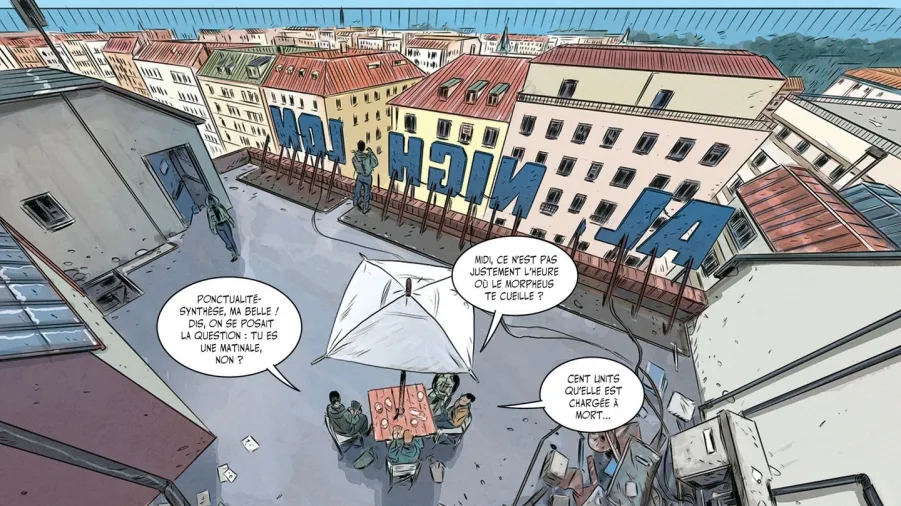 AL NIGH LON
PONCTUALITÉ-
SYNTHÈSE, MA BELLE !
DIS, ON SE POSAIT
LA QUESTION : TU ES
UNE MATINALE,
NON ?
MIDI, CE N'EST PAS
JUSTEMENT L'HEURE
OÙ LE MORPHEUS
TE CUEILLE ?
CENT UNITS
QU'ELLE EST
CHARGÉE À
MORT...